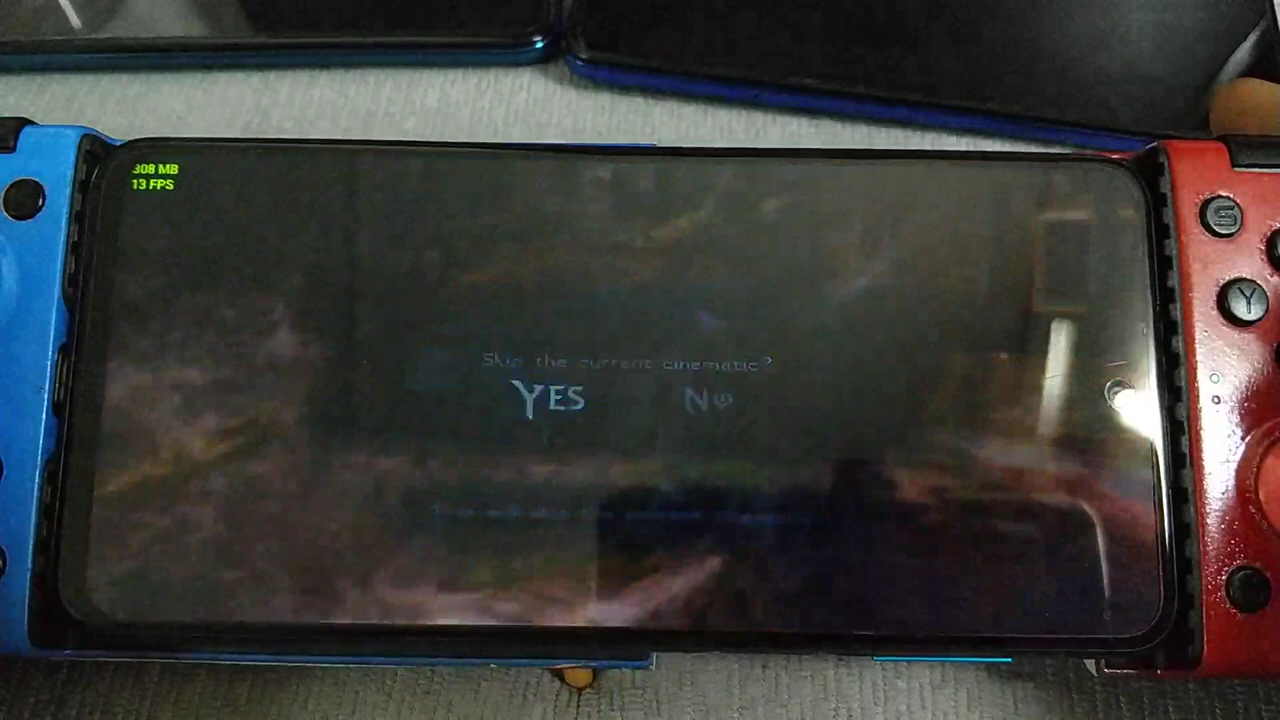 308 MB
13 FPS
Skip the current cinematic?
YES NO
S
Y